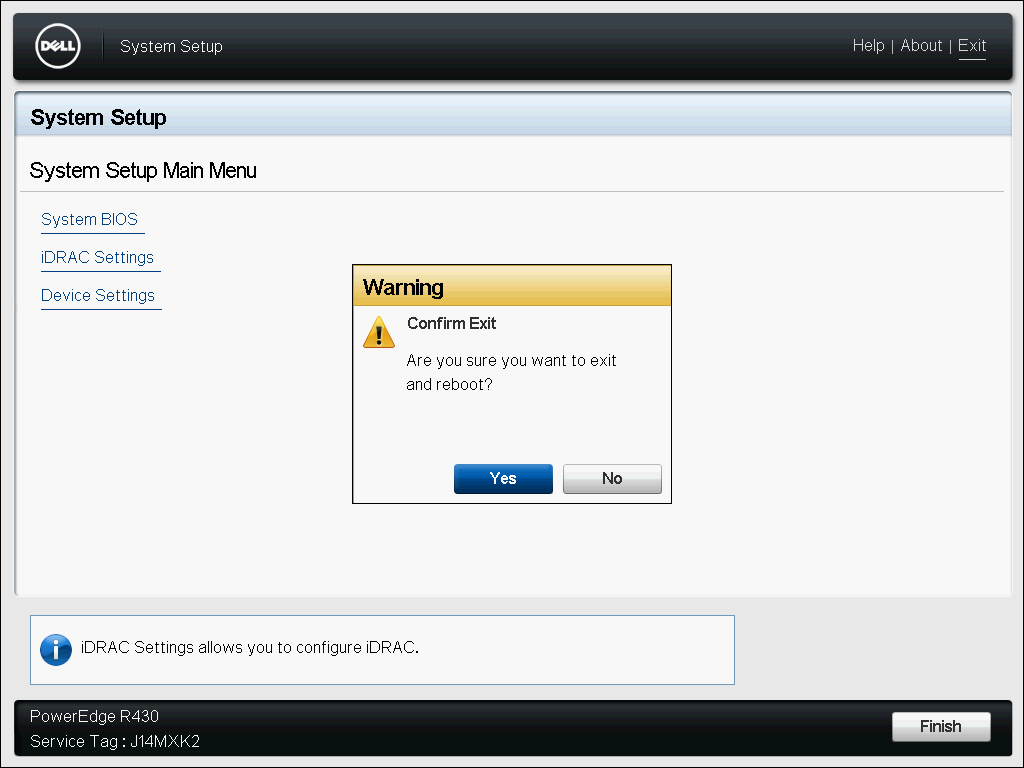 DELL
System Setup
Help | About | Exit
System Setup
System Setup Main Menu
System BIOS
iDRAC Settings
Device Settings
Warning
Confirm Exit
Are you sure you want to exit
and reboot?
Yes
No
iDRAC Settings allows you to configure iDRAC.
PowerEdge R430
Service Tag : J14MXK2
Finish